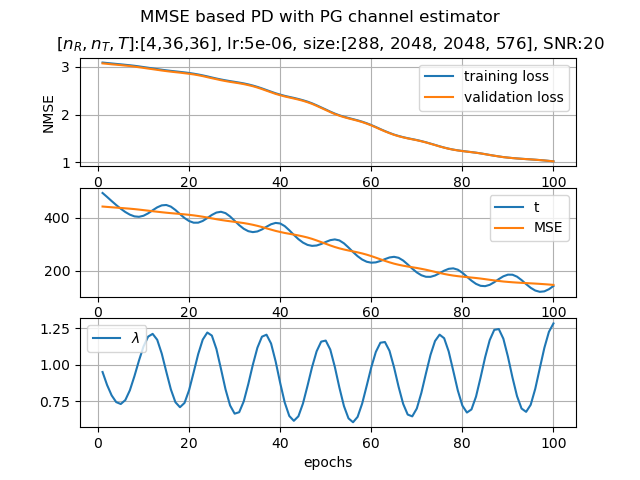 MMSE based PD with PG channel estimator
[n_R, n_T, T]:[4,36,36], lr:5e-06, size:[288, 2048, 2048, 576], SNR:20
3
2
1
NMSE
training loss
validation loss
0 20 40 60 80 100
400
200
t
MSE
0 20 40 60 80 100
1.25
1.00
0.75
λ
0 20 40 60 80 100
epochs